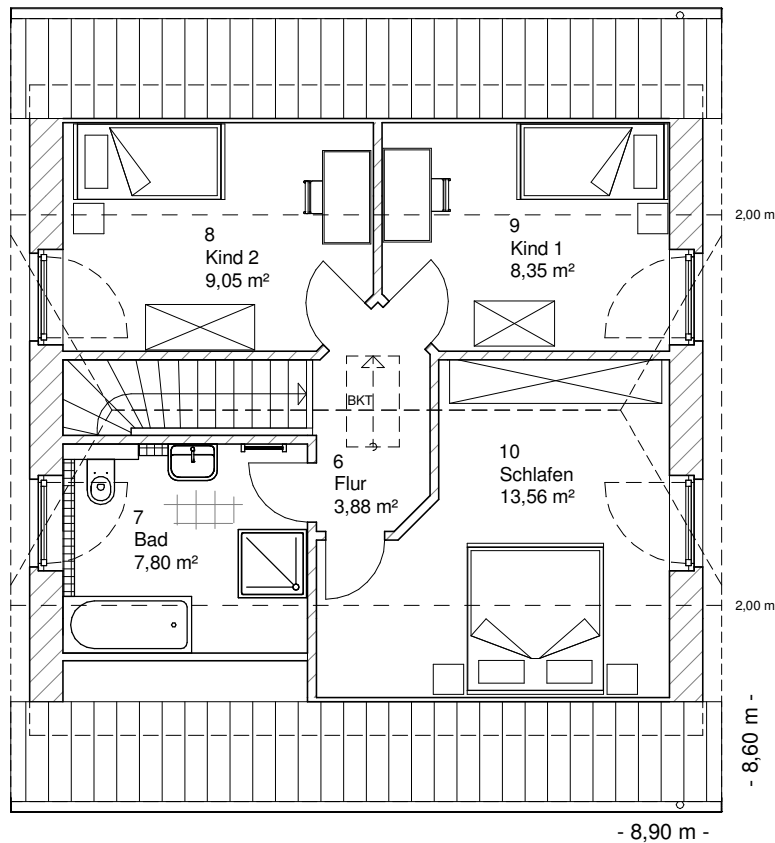 2,00 m
8
Kind 2
9,05 m²
9
Kind 1
8,35 m²
BKT
6
Flur
3,88 m²
10
Schlafen
13,56 m²
7
Bad
7,80 m²
2,00 m
- 8,60 m -
- 8,90 m -